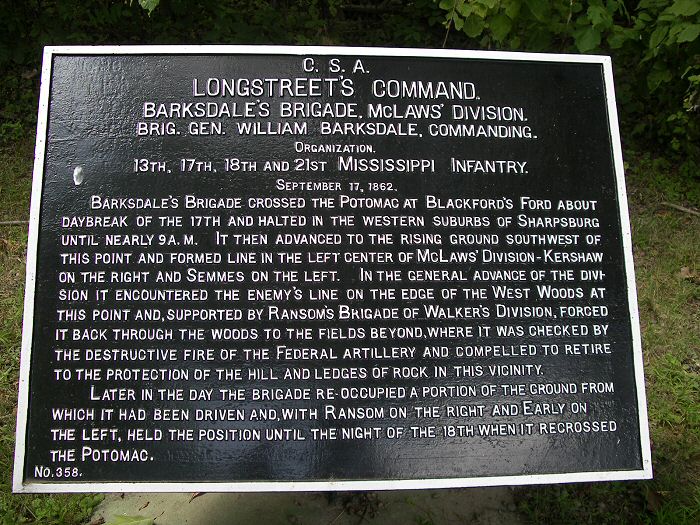 C. S. A.
LONGSTREET'S COMMAND.
BARKSDALE'S BRIGADE, McLAWS' DIVISION.
BRIG. GEN. WILLIAM BARKSDALE, COMMANDING.
ORGANIZATION.
13TH, 17TH, 18TH AND 21ST MISSISSIPPI INFANTRY.
SEPTEMBER 17, 1862.
BARKSDALE'S BRIGADE CROSSED THE POTOMAC AT BLACKFORD'S FORD ABOUT
DAYBREAK OF THE 17TH AND HALTED IN THE WESTERN SUBURBS OF SHARPSBURG
UNTIL NEARLY 9 A.M. IT THEN ADVANCED TO THE RISING GROUND SOUTHWEST OF
THIS POINT AND FORMED LINE IN THE LEFT CENTER OF McLAWS' DIVISION-KERSHAW
ON THE RIGHT AND SEMMES ON THE LEFT. IN THE GENERAL ADVANCE OF THE DIVI-
SION IT ENCOUNTERED THE ENEMY'S LINE ON THE EDGE OF THE WEST WOODS AT
THIS POINT AND, SUPPORTED BY RANSOM'S BRIGADE OF WALKER'S DIVISION, FORCED
IT BACK THROUGH THE WOODS TO THE FIELDS BEYOND, WHERE IT WAS CHECKED BY
THE DESTRUCTIVE FIRE OF THE FEDERAL ARTILLERY AND COMPELLED TO RETIRE
TO THE PROTECTION OF THE HILL AND LEDGES OF ROCK IN THIS VICINITY.
LATER IN THE DAY THE BRIGADE RE-OCCUPIED A PORTION OF THE GROUND FROM
WHICH IT HAD BEEN DRIVEN AND, WITH RANSOM ON THE RIGHT AND EARLY ON
THE LEFT, HELD THE POSITION UNTIL THE NIGHT OF THE 18TH WHEN IT RECROSSED
THE POTOMAC.
No. 358.